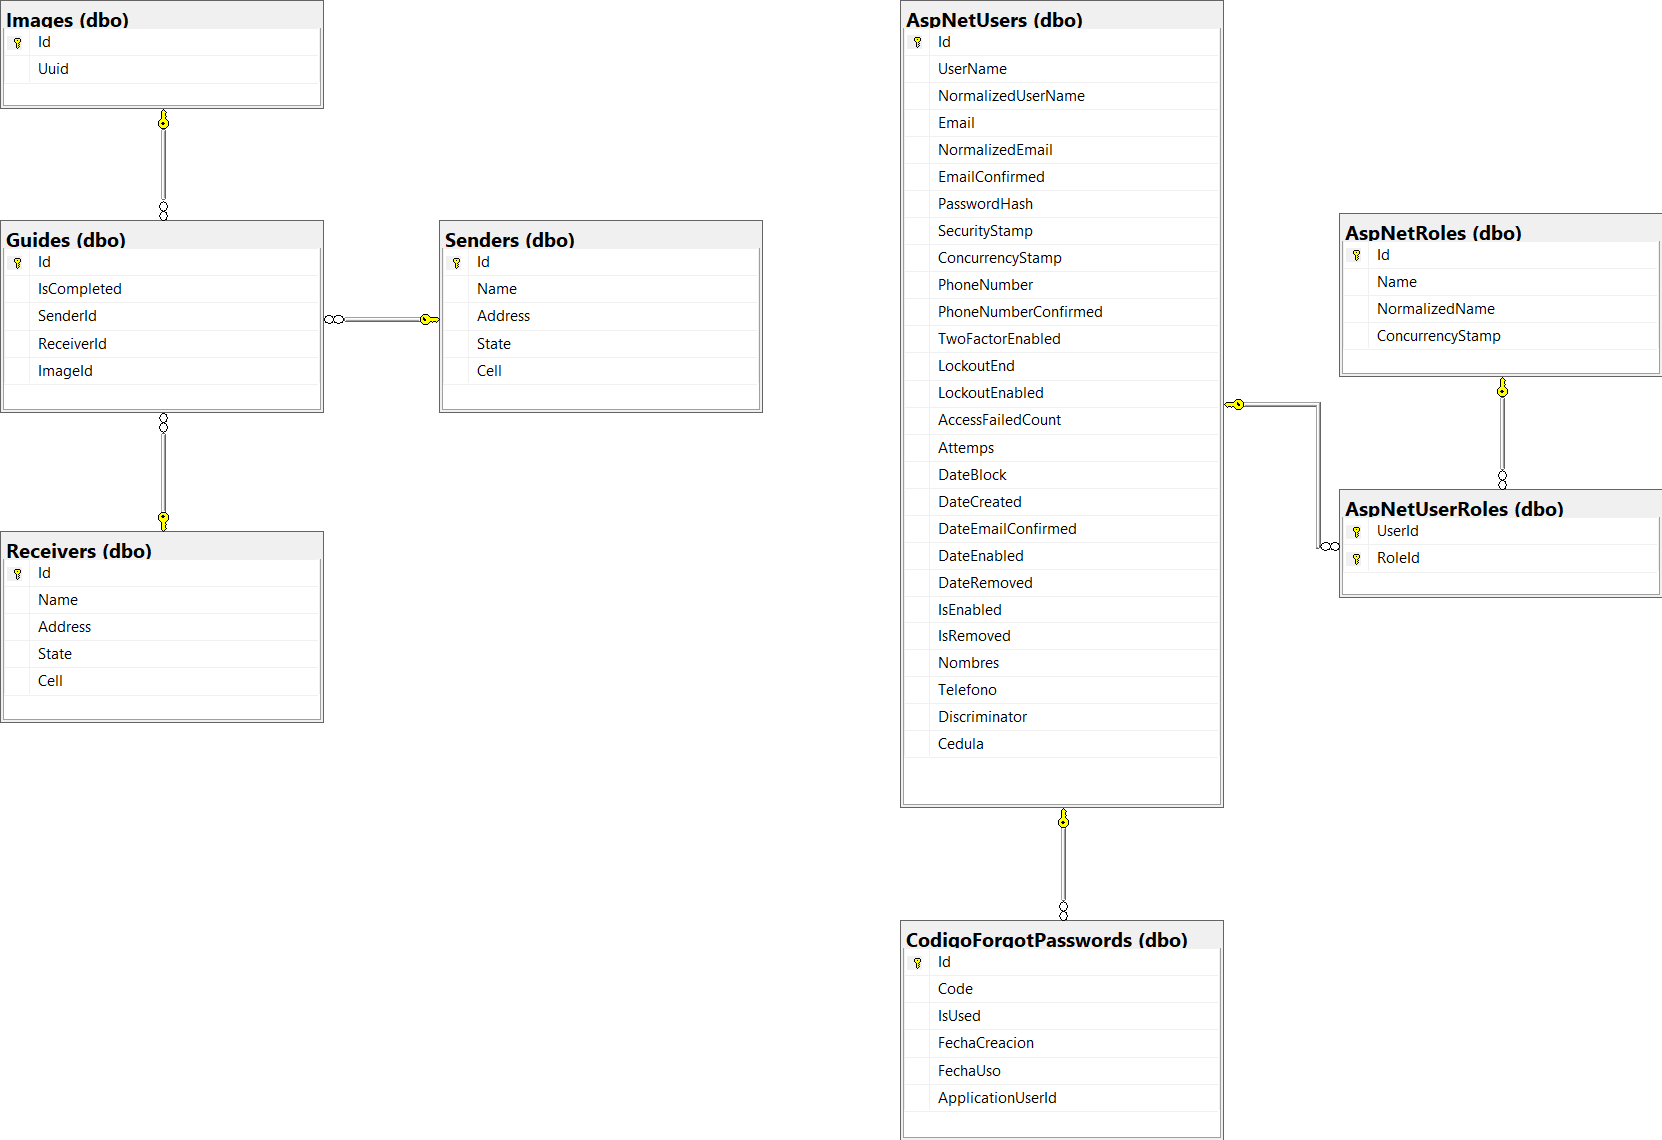 Images (dbo)
Id
Uuid
Guides (dbo)
Id
IsCompleted
SenderId
ReceiverId
ImageId
Senders (dbo)
Id
Name
Address
State
Cell
Receivers (dbo)
Id
Name
Address
State
Cell
AspNetUsers (dbo)
Id
UserName
NormalizedUserName
Email
NormalizedEmail
EmailConfirmed
PasswordHash
SecurityStamp
ConcurrencyStamp
PhoneNumber
PhoneNumberConfirmed
TwoFactorEnabled
LockoutEnd
LockoutEnabled
AccessFailedCount
Attemps
DateBlock
DateCreated
DateEmailConfirmed
DateEnabled
DateRemoved
IsEnabled
IsRemoved
Nombres
Telefono
Discriminator
Cedula
AspNetRoles (dbo)
Id
Name
NormalizedName
ConcurrencyStamp
AspNetUserRoles (dbo)
UserId
RoleId
CodigoForgotPasswords (dbo)
Id
Code
IsUsed
FechaCreacion
FechaUso
ApplicationUserId